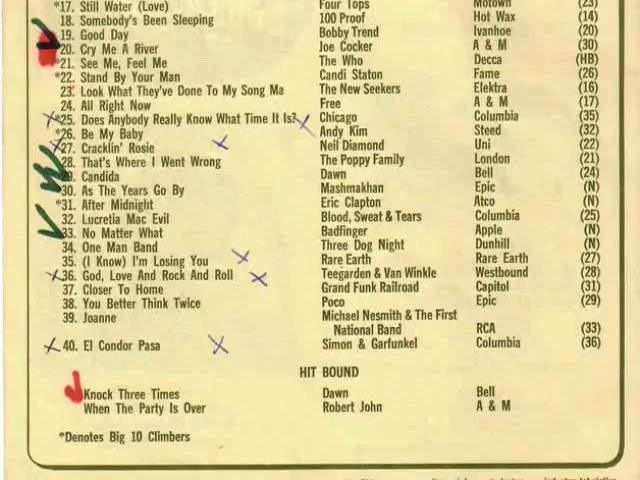 *17. Still Water (Love) Four Tops Motown (23)
18. Somebody's Been Sleeping 100 Proof Hot Wax (14)
19. Good Day Bobby Trend Ivanhoe (20)
20. Cry Me A River Joe Cocker A & M (30)
*21. See Me, Feel Me The Who Decca (HB)
*22. Stand By Your Man Candi Staton Fame (26)
23. Look What They've Done To My Song Ma The New Seekers Elektra (16)
24. All Right Now Free A & M (17)
*25. Does Anybody Really Know What Time It Is? Chicago Columbia (35)
*26. Be My Baby Andy Kim Steed (32)
*27. Cracklin' Rosie Neil Diamond Uni (22)
28. That's Where I Went Wrong The Poppy Family London (21)
29. Candida Dawn Bell (24)
30. As The Years Go By Mashmakhan Epic (N)
*31. After Midnight Eric Clapton Atco (N)
32. Lucretia Mac Evil Blood, Sweat & Tears Columbia (25)
33. No Matter What Badfinger Apple (N)
34. One Man Band Three Dog Night Dunhill (N)
35. (I Know) I'm Losing You Rare Earth Rare Earth (27)
*36. God, Love And Rock And Roll Teegarden & Van Winkle Westbound (28)
37. Closer To Home Grand Funk Railroad Capitol (31)
38. You Better Think Twice Poco Epic (29)
39. Joanne Michael Nesmith & The First
National Band RCA (33)
40. El Condor Pasa Simon & Garfunkel Columbia (36)
HIT BOUND
Knock Three Times Dawn Bell
When The Party Is Over Robert John A & M
*Denotes Big 10 Climbers